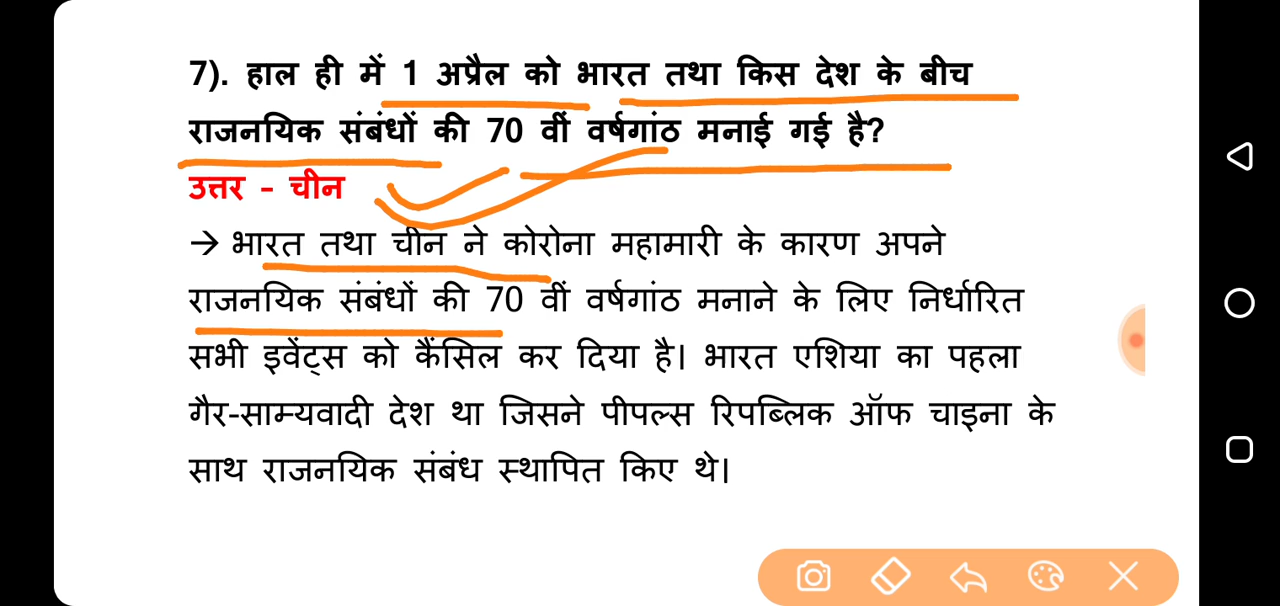 7). हाल ही में 1 अप्रैल को भारत तथा किस देश के बीच
राजनयिक संबंधों की 70 वीं वर्षगांठ मनाई गई है?
उत्तर - चीन
→ भारत तथा चीन ने कोरोना महामारी के कारण अपने
राजनयिक संबंधों की 70 वीं वर्षगांठ मनाने के लिए निर्धारित
सभी इवेंट्स को कैंसिल कर दिया है। भारत एशिया का पहला
गैर-साम्यवादी देश था जिसने पीपल्स रिपब्लिक ऑफ चाइना के
साथ राजनयिक संबंध स्थापित किए थे।